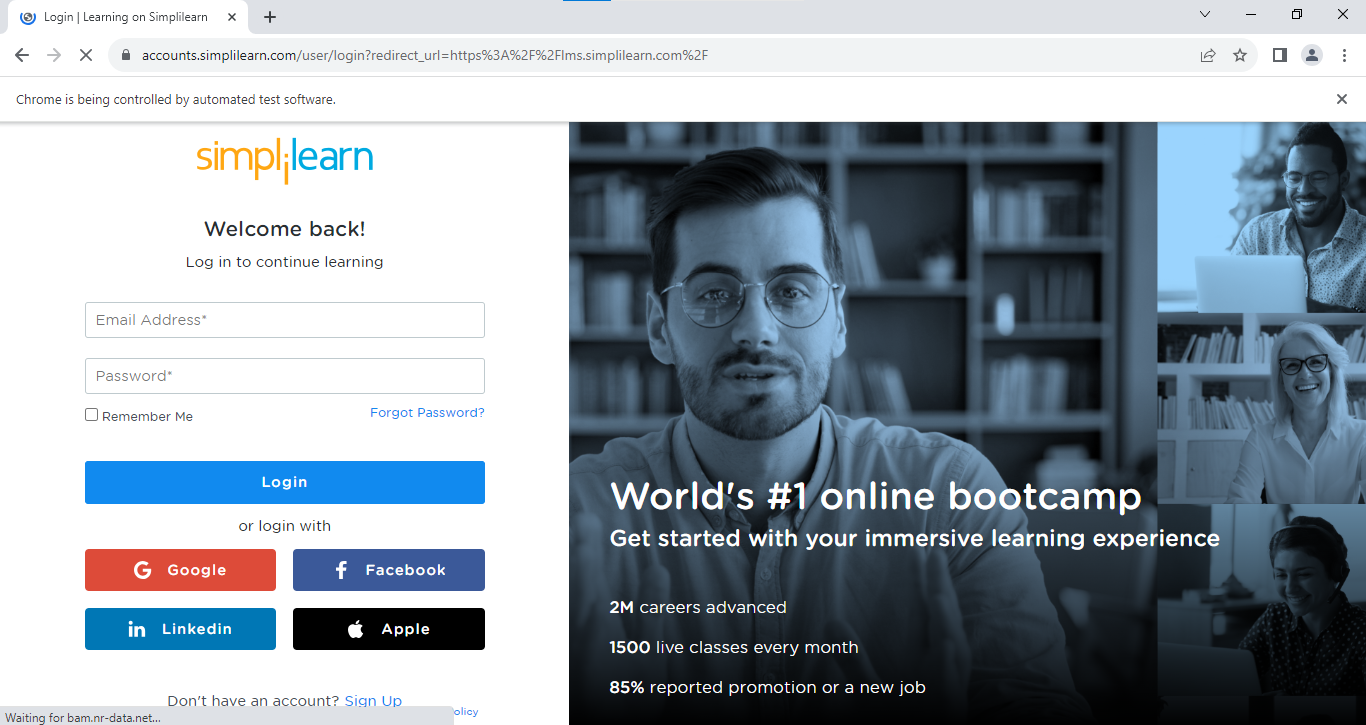 Login | Learning on Simplilearn
accounts.simplilearn.com/user/login?redirect_url=https%3A%2F%2Flms.simplilearn.com%2F
Chrome is being controlled by automated test software.
simplilearn
Welcome back!
Log in to continue learning
Email Address*
Password*
Remember Me
Forgot Password?
Login
or login with
Google
Facebook
Linkedin
Apple
Don't have an account? Sign Up
olicy
Waiting for bam.nr-data.net...
World's #1 online bootcamp
Get started with your immersive learning experience
2M careers advanced
1500 live classes every month
85% reported promotion or a new job